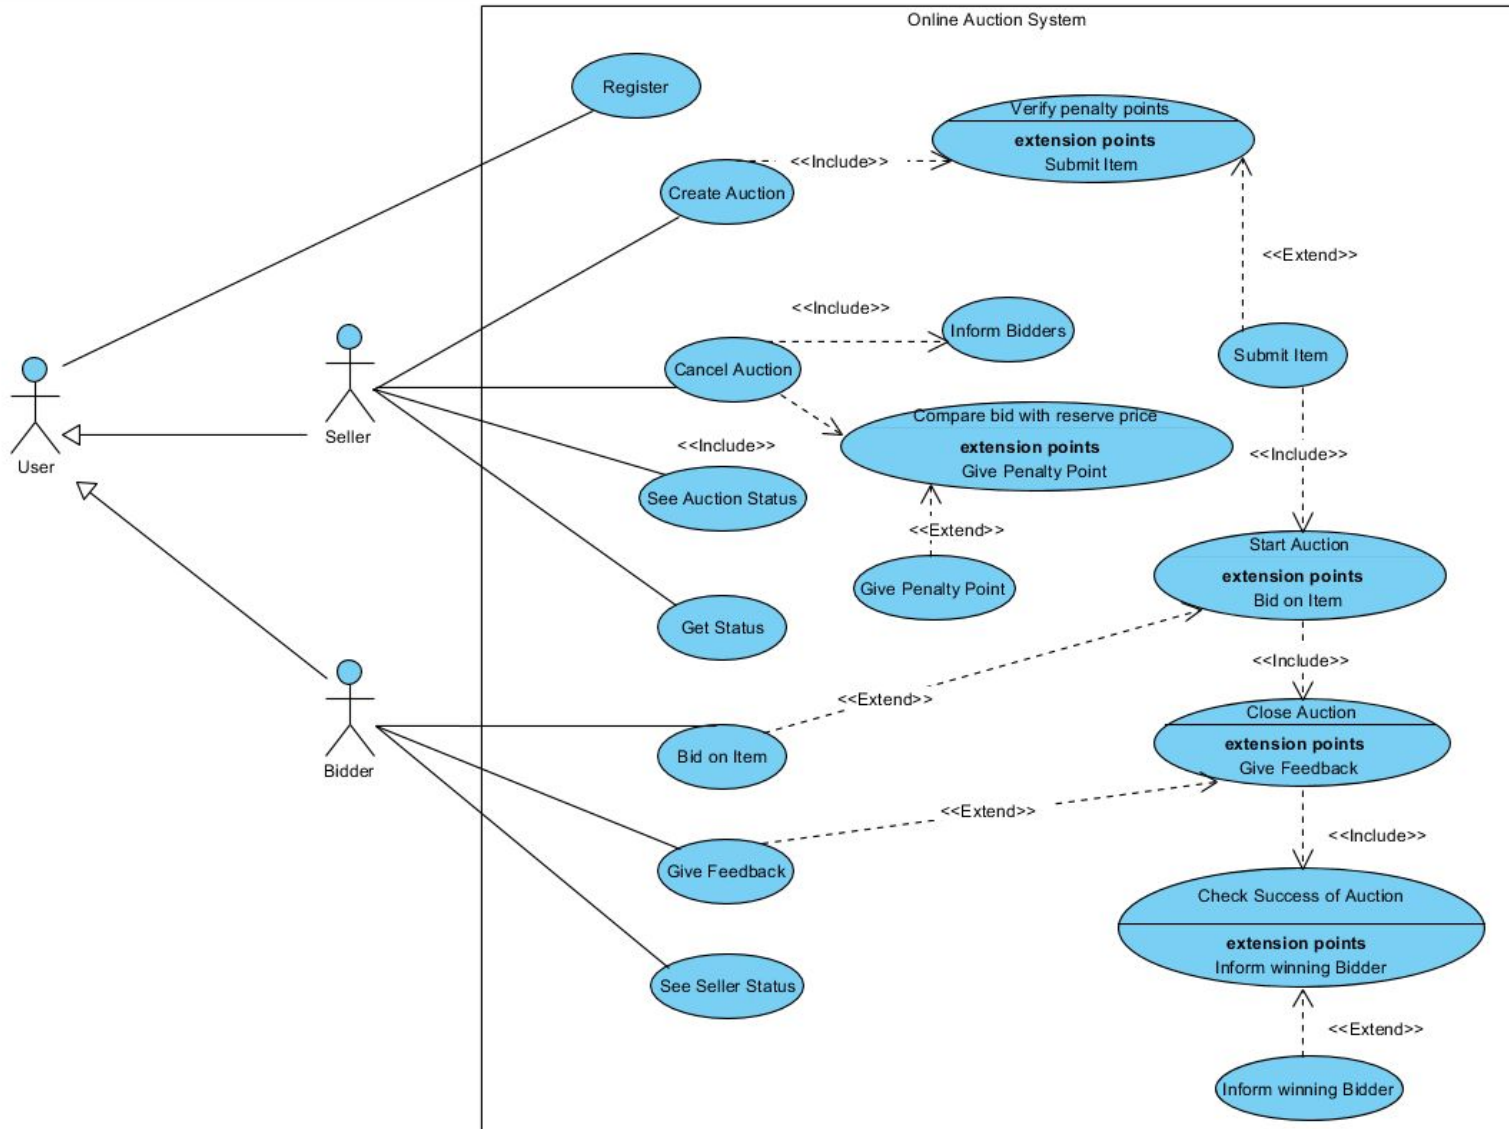 Online Auction System
Register
Verify penalty points
extension points
Submit Item
<<Include>>
Create Auction
<<Extend>>
<<Include>>
Inform Bidders
Submit Item
Cancel Auction
Compare bid with reserve price
extension points
Give Penalty Point
Seller
User
<<Include>>
<<Include>>
See Auction Status
<<Extend>>
Start Auction
extension points
Bid on Item
Give Penalty Point
Get Status
<<Include>>
<<Extend>>
Close Auction
extension points
Give Feedback
Bid on Item
Bidder
<<Extend>>
<<Include>>
Give Feedback
Check Success of Auction
extension points
Inform winning Bidder
See Seller Status
<<Extend>>
Inform winning Bidder